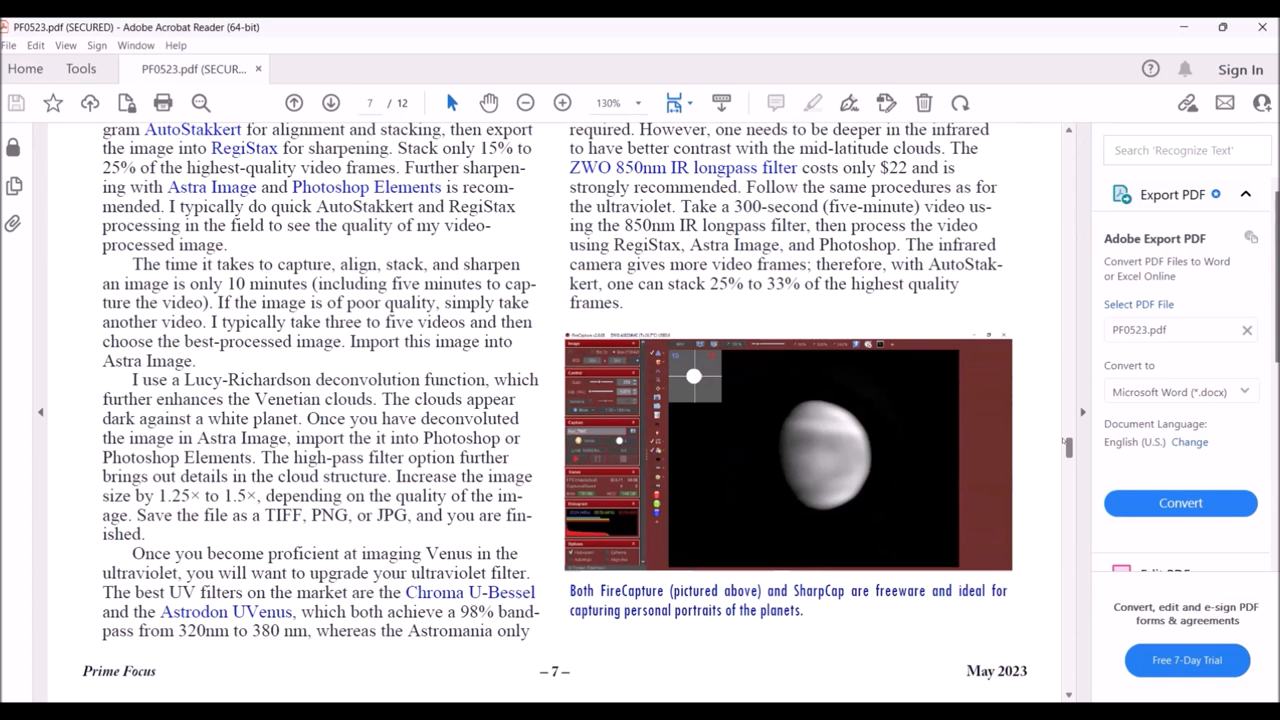 PF0523.pdf (SECURED) - Adobe Acrobat Reader (64-bit)
File Edit View Sign Window Help
Home Tools PF0523.pdf (SECUR... × Sign In
7 / 12 130%
gram AutoStakkert for alignment and stacking, then export
the image into RegiStax for sharpening. Stack only 15% to
25% of the highest-quality video frames. Further sharpen-
ing with Astra Image and Photoshop Elements is recom-
mended. I typically do quick AutoStakkert and RegiStax
processing in the field to see the quality of my video-
processed image.
The time it takes to capture, align, stack, and sharpen
an image is only 10 minutes (including five minutes to cap-
ture the video). If the image is of poor quality, simply take
another video. I typically take three to five videos and then
choose the best-processed image. Import this image into
Astra Image.
I use a Lucy-Richardson deconvolution function, which
further enhances the Venetian clouds. The clouds appear
dark against a white planet. Once you have deconvolved
the image in Astra Image, import the it into Photoshop or
Photoshop Elements. The high-pass filter option further
brings out details in the cloud structure. Increase the image
size by 1.25× to 1.5×, depending on the quality of the im-
age. Save the file as a TIFF, PNG, or JPG, and you are fin-
ished.
Once you become proficient at imaging Venus in the
ultraviolet, you will want to upgrade your ultraviolet filter.
The best UV filters on the market are the Chroma U-Bessel
and the Astrodon UVenus, which both achieve a 98% band-
pass from 320nm to 380 nm, whereas the Astromania only
required. However, one needs to be deeper in the infrared
to have better contrast with the mid-latitude clouds. The
ZWO 850nm IR longpass filter costs only $22 and is
strongly recommended. Follow the same procedures as for
the ultraviolet. Take a 300-second (five-minute) video us-
ing the 850nm IR longpass filter, then process the video
using RegiStax, Astra Image, and Photoshop. The infrared
camera gives more video frames; therefore, with AutoStak-
kert, one can stack 25% to 33% of the highest quality
frames.
Image
Control
Capture
Status
Histogram
Options
Both FireCapture (pictured above) and SharpCap are freeware and ideal for
capturing personal portraits of the planets.
Prime Focus – 7 – May 2023
Search 'Recognize Text'
Export PDF
Adobe Export PDF
Convert PDF Files to Word
or Excel Online
Select PDF File
PF0523.pdf
Convert to
Microsoft Word (*.docx)
Document Language:
English (U.S.) Change
Convert
Convert, edit and e-sign PDF
forms & agreements
Free 7-Day Trial